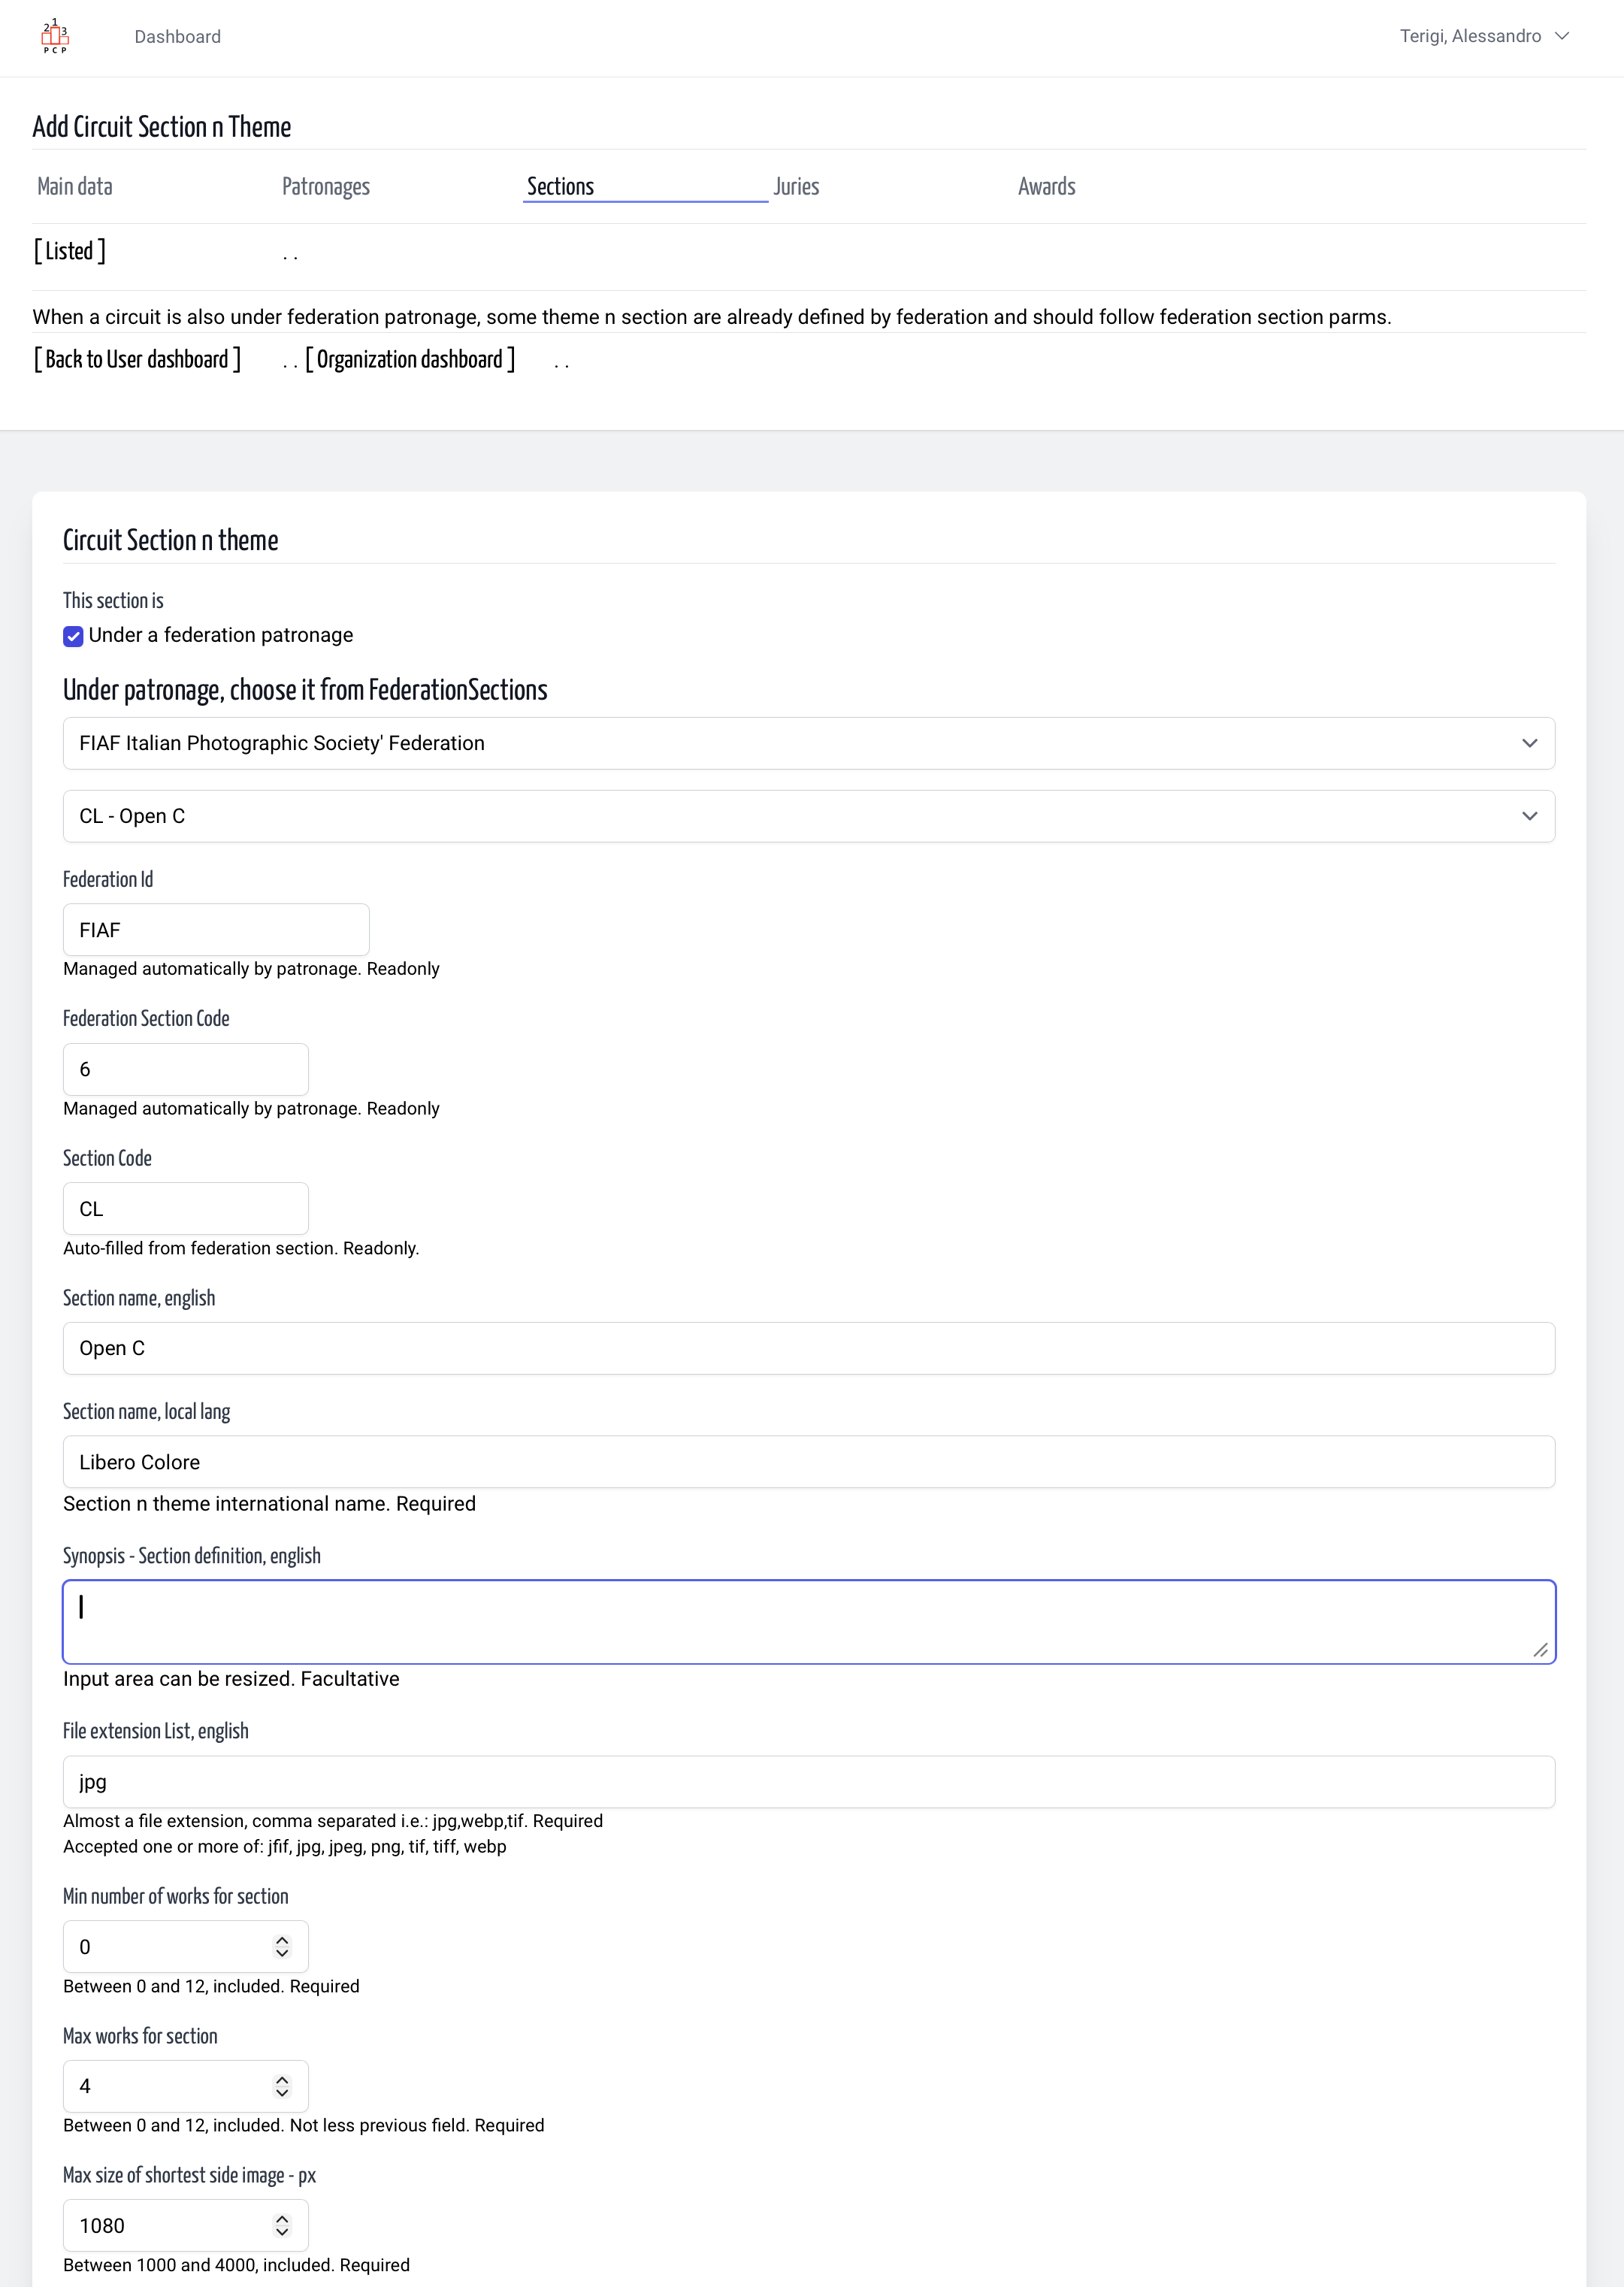 2 1 3
P C P
Dashboard
Terigi, Alessandro
Add Circuit Section n Theme
Main data Patronages Sections Juries Awards
[ Listed ] . .
When a circuit is also under federation patronage, some theme n section are already defined by federation and should follow federation section parms.
[ Back to User dashboard ] . . [ Organization dashboard ] . .
Circuit Section n theme
This section is
Under a federation patronage
Under patronage, choose it from FederationSections
FIAF Italian Photographic Society' Federation
CL - Open C
Federation Id
FIAF
Managed automatically by patronage. Readonly
Federation Section Code
6
Managed automatically by patronage. Readonly
Section Code
CL
Auto-filled from federation section. Readonly.
Section name, english
Open C
Section name, local lang
Libero Colore
Section n theme international name. Required
Synopsis - Section definition, english
Input area can be resized. Facultative
File extension List, english
jpg
Almost a file extension, comma separated i.e.: jpg,webp,tif. Required
Accepted one or more of: jfif, jpg, jpeg, png, tif, tiff, webp
Min number of works for section
0
Between 0 and 12, included. Required
Max works for section
4
Between 0 and 12, included. Not less previous field. Required
Max size of shortest side image - px
1080
Between 1000 and 4000, included. Required